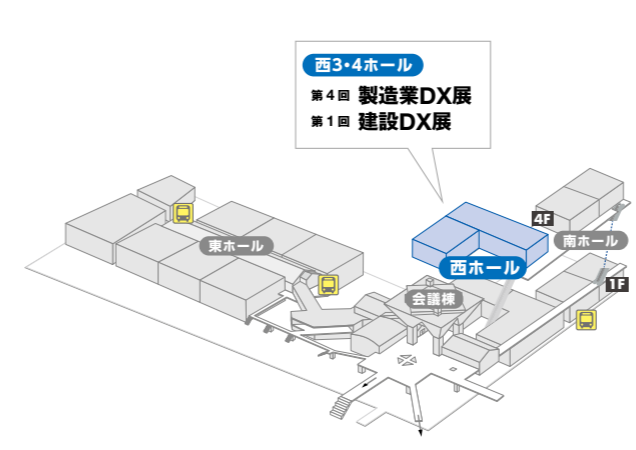 西3・4ホール
第4回 製造業DX展
第1回 建設DX展
4F
東ホール
南ホール
西ホール
1F
会議棟